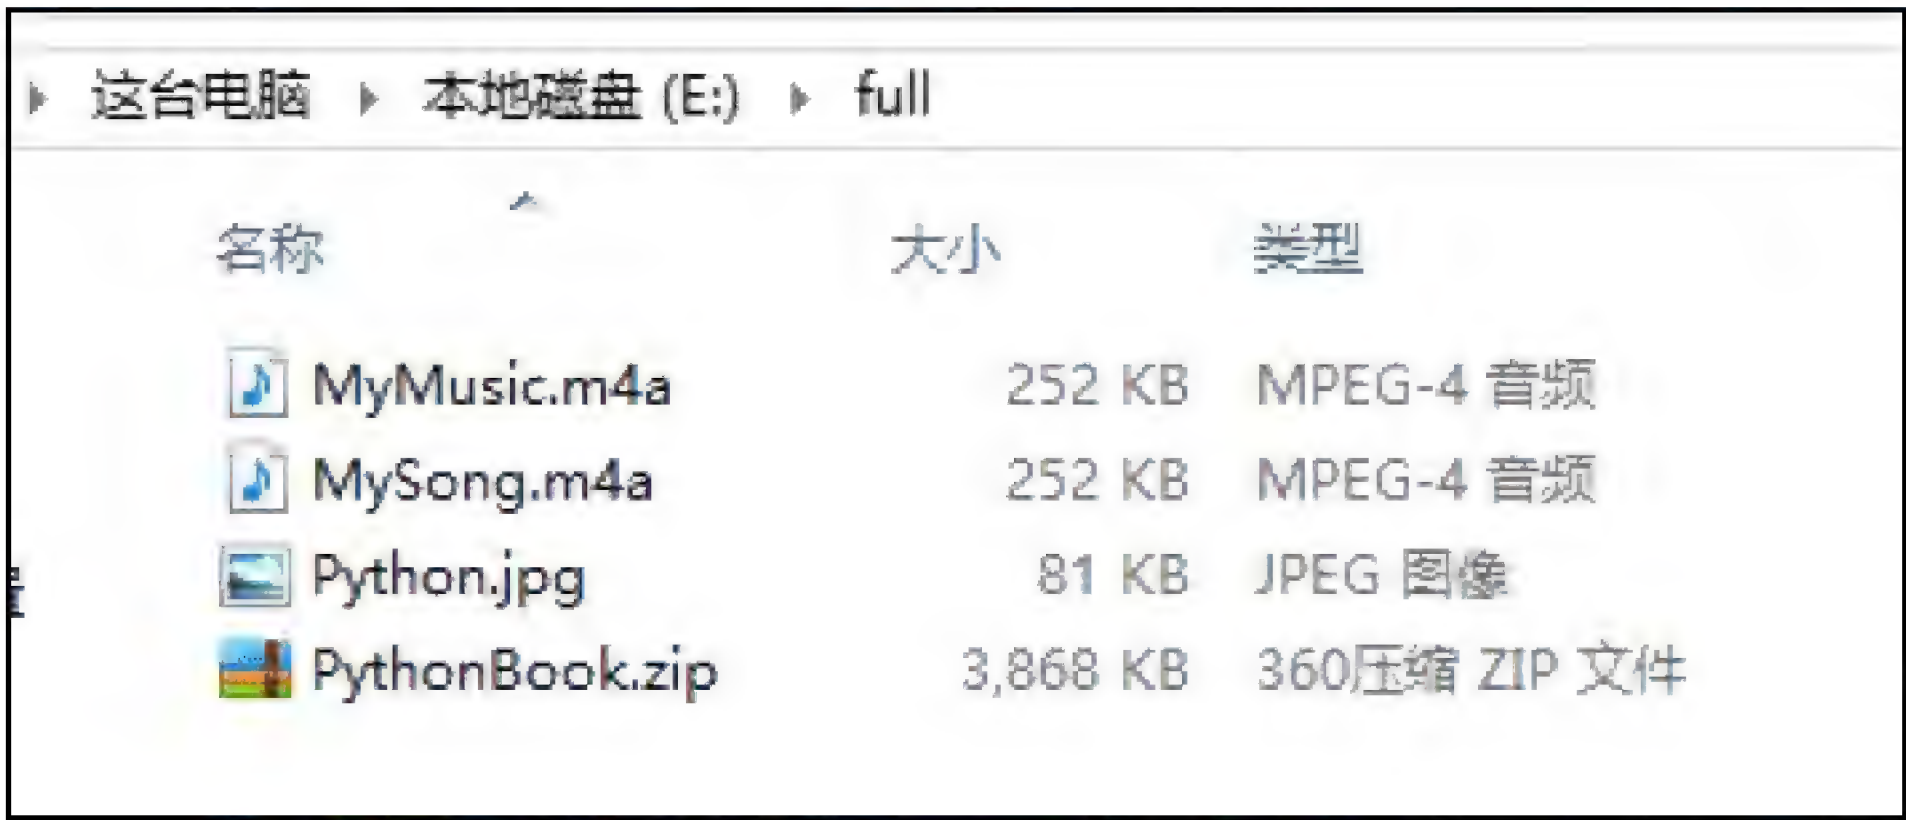 这台电脑 本地磁盘 (E:) full
名称 大小 类型
MyMusic.m4a 252 KB MPEG-4 音频
MySong.m4a 252 KB MPEG-4 音频
Python.jpg 81 KB JPEG 图像
PythonBook.zip 3,868 KB 360压缩 ZIP 文件